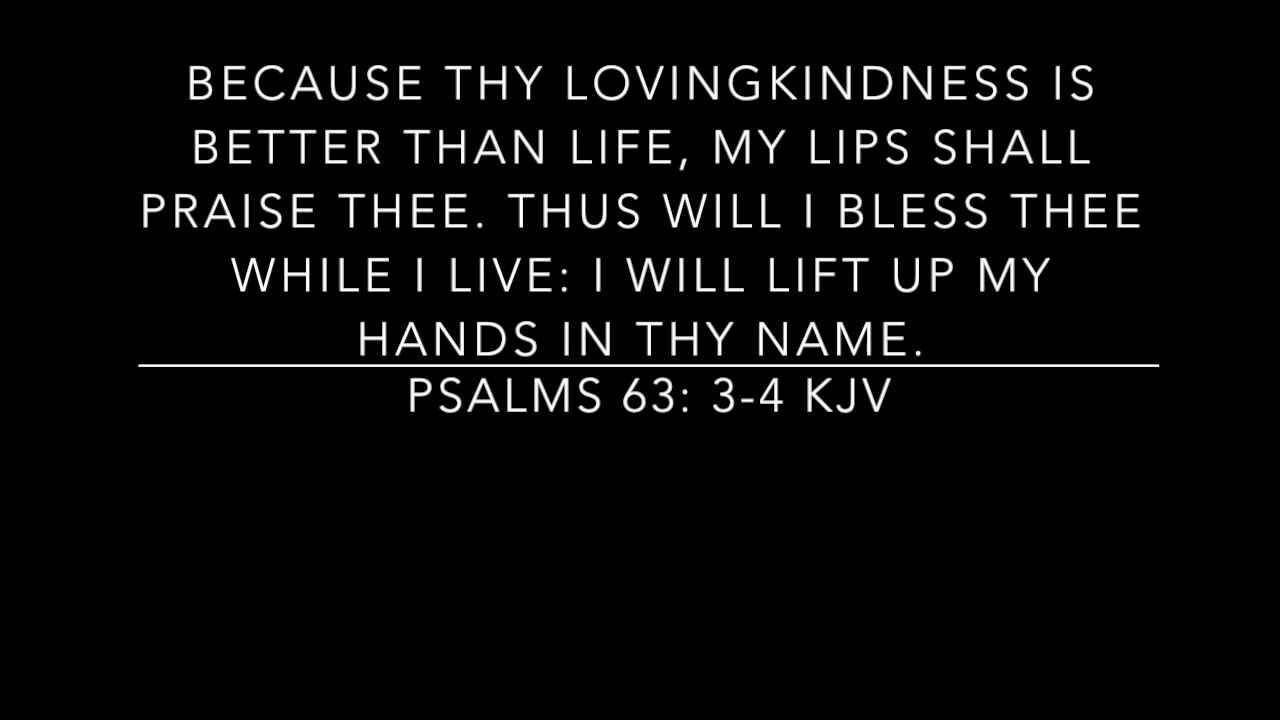 BECAUSE THY LOVINGKINDNESS IS
BETTER THAN LIFE, MY LIPS SHALL
PRAISE THEE. THUS WILL I BLESS THEE
WHILE I LIVE: I WILL LIFT UP MY
HANDS IN THY NAME.
PSALMS 63: 3-4 KJV